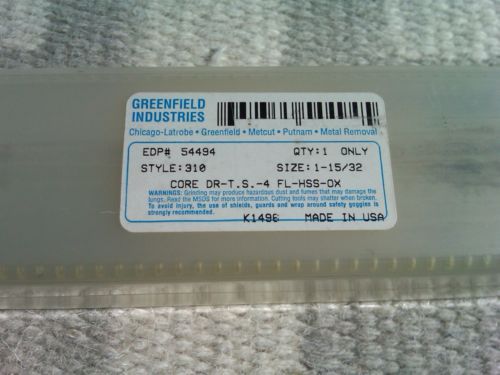 GREENFIELD
INDUSTRIES
Chicago-Latrobe • Greenfield • Metcut • Putnam • Metal Removal
EDP# 54494 QTY:1 ONLY
STYLE:310 SIZE:1-15/32
CORE DR-T.S.-4 FL-HSS-OX
WARNINGS: Grinding may produce hazardous dust and fumes that may damage the
lungs. Read the MSDS for more information. Cutting tools may shatter when broken.
To avoid injury, the use of shields, guards and wrap around safety goggles is
strongly recommended.
K1496 MADE IN USA